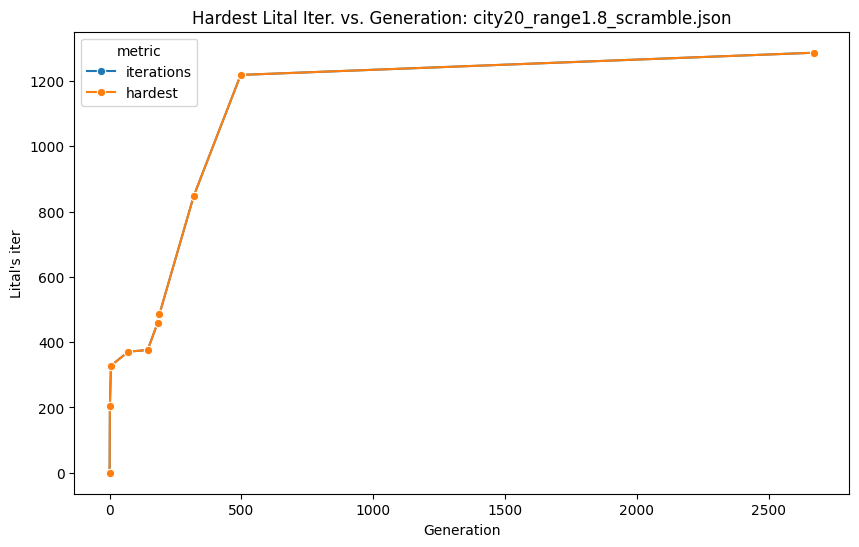 Hardest Lital Iter. vs. Generation: city20_range1.8_scramble.json
metric
iterations
hardest
1200
1000
800
600
400
200
0
Lital's iter
0
500
1000
1500
2000
2500
Generation